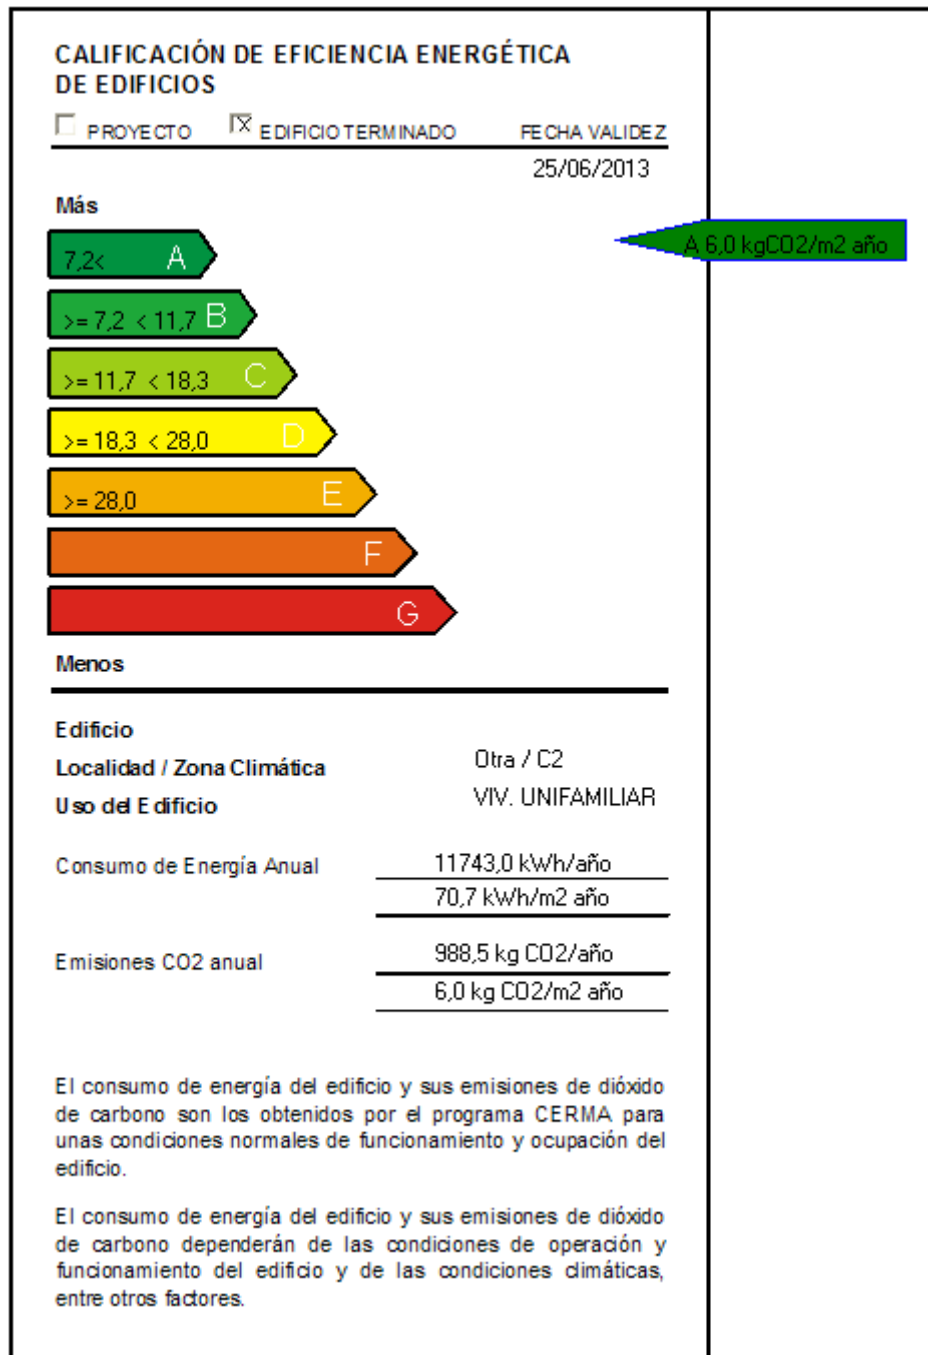 CALIFICACIÓN DE EFICIENCIA ENERGÉTICA
DE EDIFICIOS
PROYECTO EDIFICIO TERMINADO FECHA VALIDEZ
25/06/2013
Más
7,2< A
A 6,0 kgCO2/m2 año
>= 7,2 < 11,7 B
>= 11,7 < 18,3 C
>= 18,3 < 28,0 D
>= 28,0 E
F
G
Menos
Edificio
Localidad / Zona Climática Otra / C2
Uso del Edificio VIV. UNIFAMILIAR
Consumo de Energía Anual 11743,0 kWh/año
70,7 kWh/m2 año
Emisiones CO2 anual 988,5 kg CO2/año
6,0 kg CO2/m2 año
El consumo de energía del edificio y sus emisiones de dióxido
de carbono son los obtenidos por el programa CERMA para
unas condiciones normales de funcionamiento y ocupación del
edificio.
El consumo de energía del edificio y sus emisiones de dióxido
de carbono dependerán de las condiciones de operación y
funcionamiento del edificio y de las condiciones climáticas,
entre otros factores.